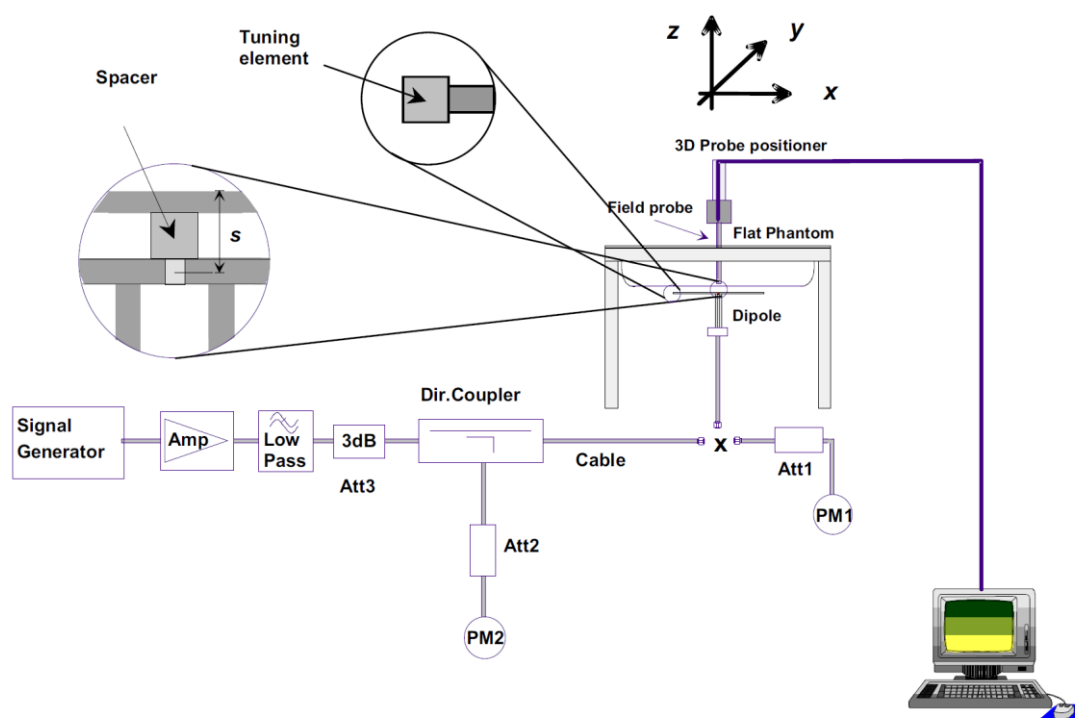 Tuning
element
Spacer
z
y
x
3D Probe positioner
Field probe
Flat Phantom
s
Dipole
Dir.Coupler
Signal
Generator
Amp
Low
Pass
3dB
Att3
Cable
X
Att1
PM1
Att2
PM2